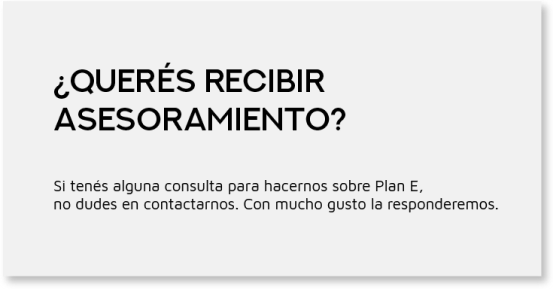 ¿QUERÉS RECIBIR
ASESORAMIENTO?
Si tenés alguna consulta para hacernos sobre Plan E,
no dudes en contactarnos. Con mucho gusto la responderemos.